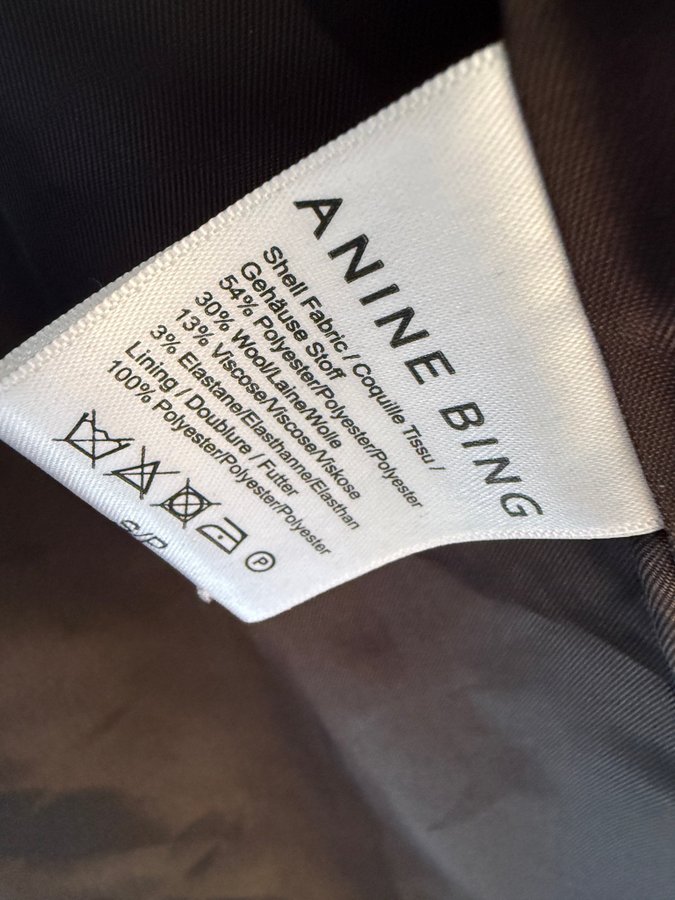 ANINE BING
Shell Fabric / Coquille Tissu /
Gehäuse Stoff
54% Polyester/Polyester/Polyester
30% Wool/Laine/Wolle
13% Viscose/Viscose/Viskose
3% Elastane/Elasthanne/Elasthan
Lining / Doublure / Futter
100% Polyester/Polyester/Polyester
P